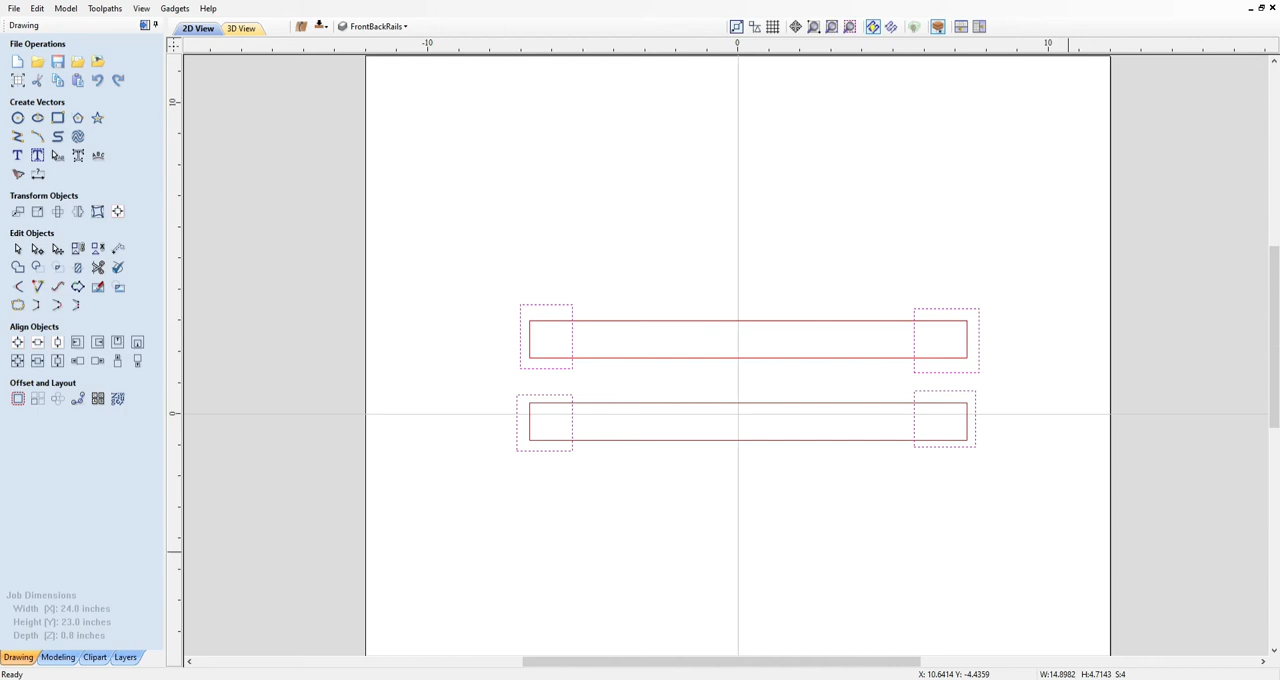 File Edit Model Toolpaths View Gadgets Help
Drawing
2D View 3D View
FrontBackRails
File Operations
-10 0 10
10
Create Vectors
Transform Objects
Edit Objects
Align Objects
Offset and Layout
0
Job Dimensions
Width [X]: 24.0 inches
Height [Y]: 23.0 inches
Depth [Z]: 0.8 inches
Drawing Modeling Clipart Layers
Ready
X: 10.6414 Y: -4.4359
W:14.8982 H:4.7143 S:4